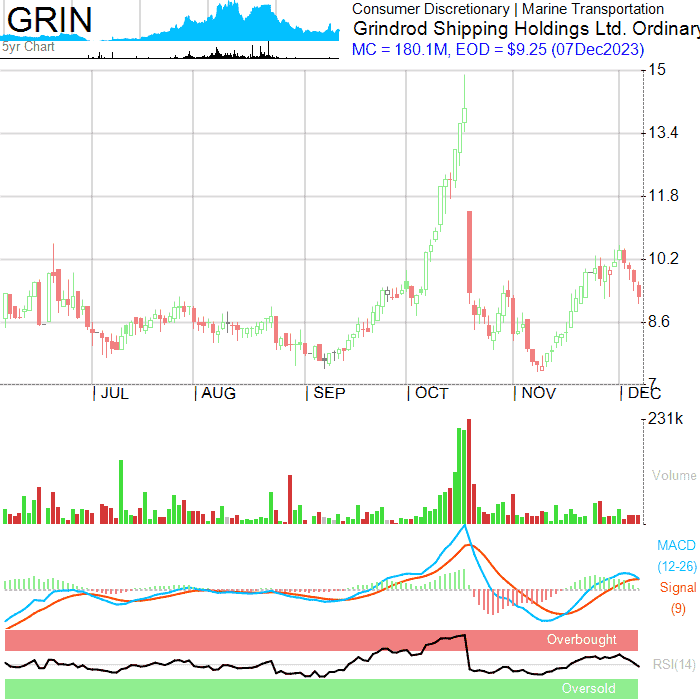 GRIN
5yr Chart
Consumer Discretionary | Marine Transportation
Grindrod Shipping Holdings Ltd. Ordinary
MC = 180.1M, EOD = $9.25 (07Dec2023)
15
13.4
11.8
10.2
8.6
7
JUL AUG SEP OCT NOV DEC
231k
Volume
MACD
(12-26)
Signal
(9)
Overbought
RSI(14)
Oversold